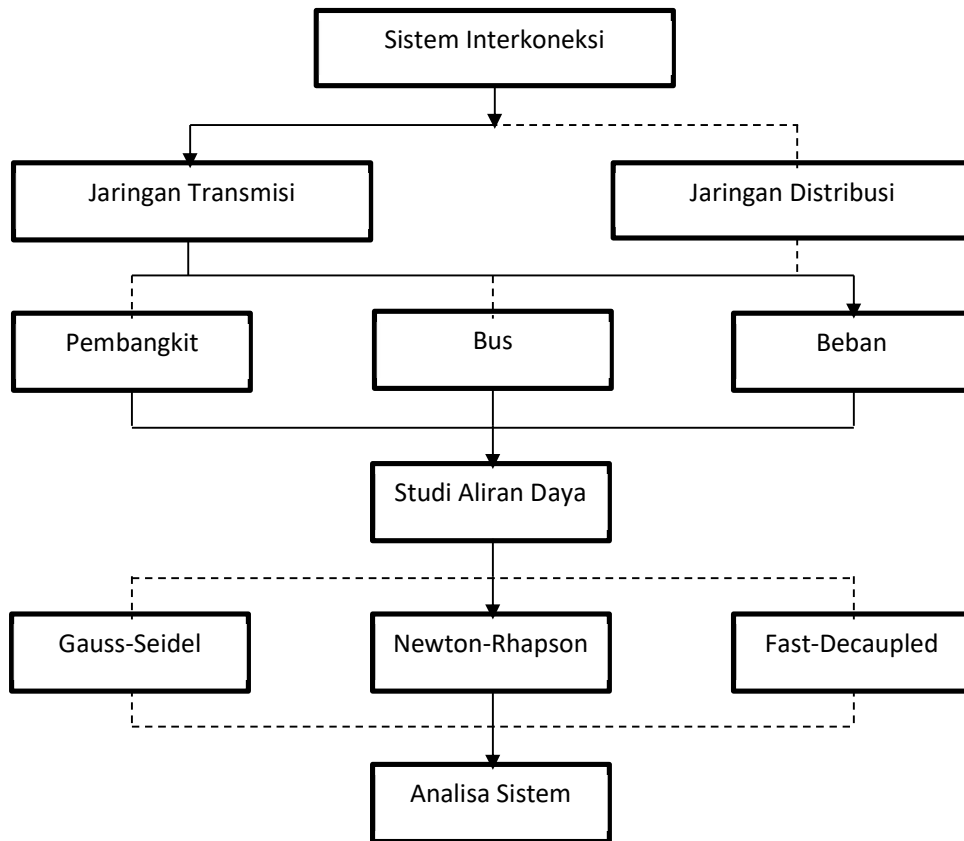 Sistem Interkoneksi
Jaringan Transmisi
Jaringan Distribusi
Pembangkit
Bus
Beban
Studi Aliran Daya
Gauss-Seidel
Newton-Rhapson
Fast-Decaupled
Analisa Sistem